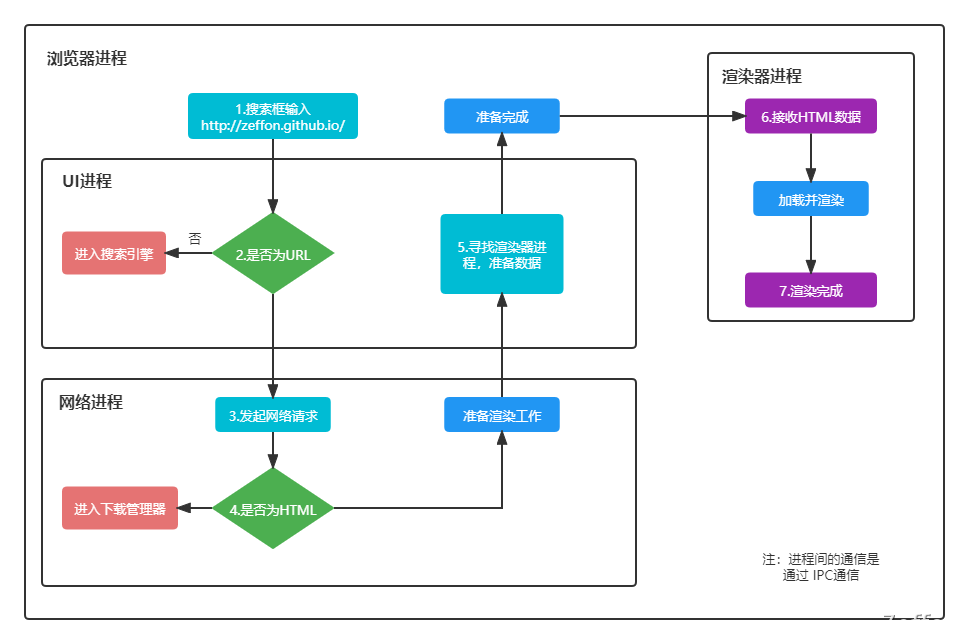 浏览器进程
1.搜索框输入
http://zeffon.github.io/
准备完成
渲染器进程
6.接收HTML数据
加载并渲染
7.渲染完成
UI进程
否
进入搜索引擎
2.是否为URL
5.寻找渲染器进
程，准备数据
网络进程
3.发起网络请求
准备渲染工作
进入下载管理器
4.是否为HTML
注：进程间的通信是
通过 IPC通信